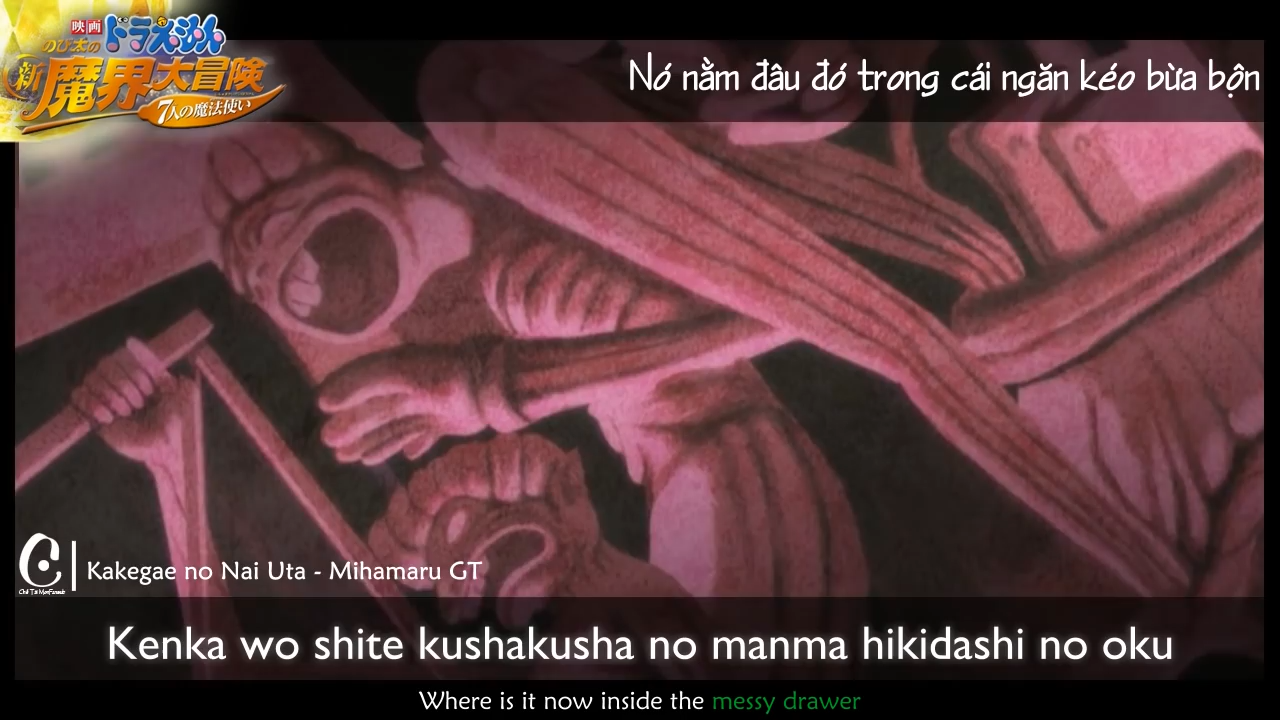 映画ドラえもん
のび太の
新魔界大冒険
7人の魔法使い
Nó nằm đâu đó trong cái ngăn kéo bừa bộn
Kakegae no Nai Uta - Mihamaru GT
Kenka wo shite kushakusha no manma hikidashi no oku
Where is it now inside the messy drawer